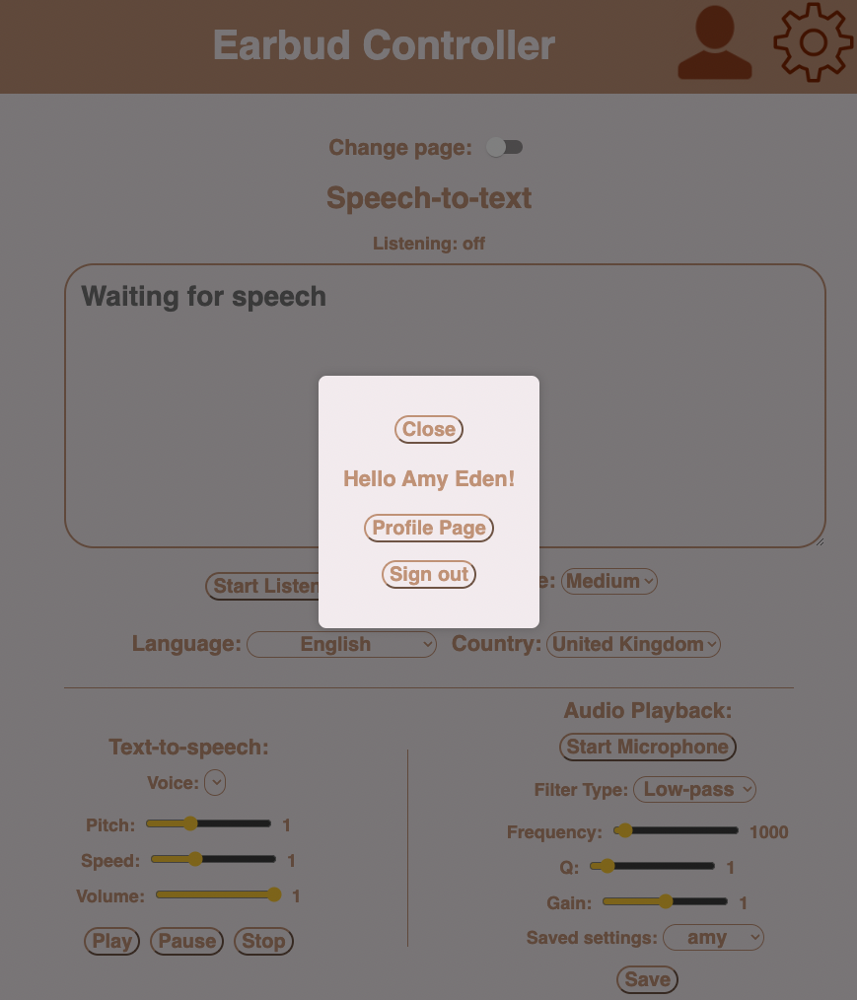 Earbud Controller
Change page:
Speech-to-text
Listening: off
Waiting for speech
Close
Hello Amy Eden!
Profile Page
Sign out
Start Listen e: Medium
Language: English Country: United Kingdom
Text-to-speech:
Voice:
Pitch: 1
Speed: 1
Volume: 1
Play Pause Stop
Audio Playback:
Start Microphone
Filter Type: Low-pass
Frequency: 1000
Q: 1
Gain: 1
Saved settings: amy
Save